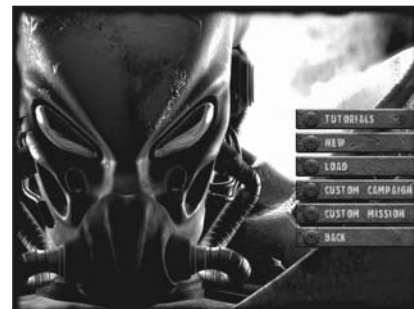 TUTORIALS
NEW
LOAD
CUSTOM CAMPAIGN
CUSTOM MISSION
BACK